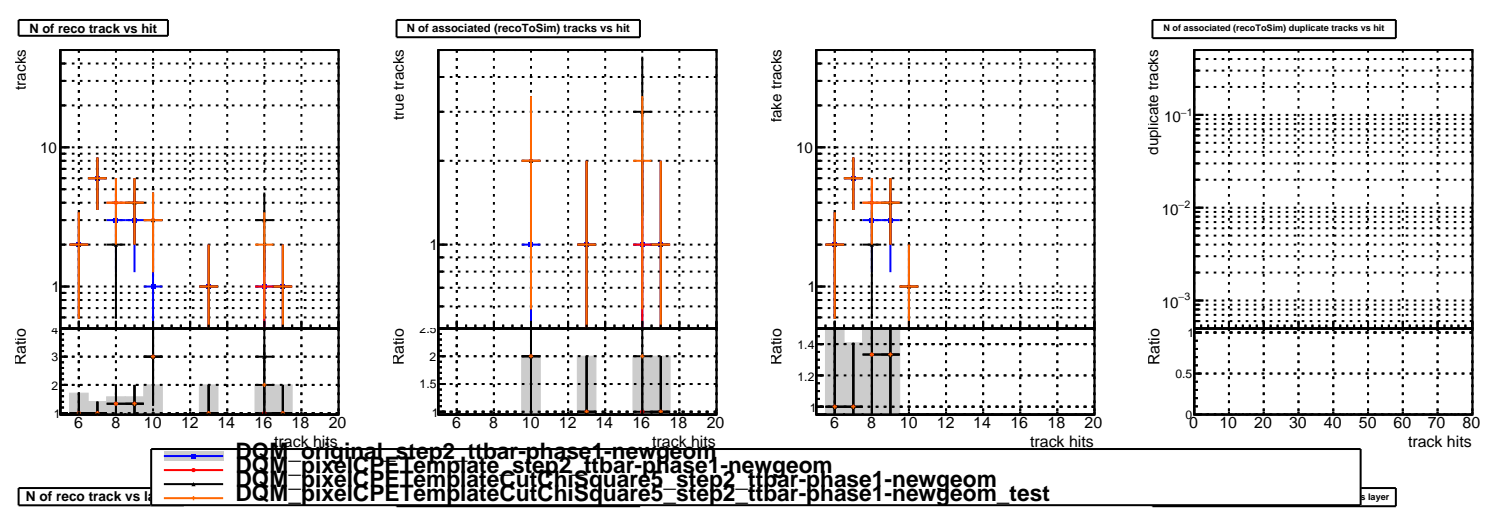 N of reco track vs hit
N of associated (recoToSim) tracks vs hit
N of associated (recoToSim) duplicate tracks vs hit
tracks
10
1
Ratio
4
3
2
1
6 8 10 12 14 16 18 20
track hits
true tracks
1
Ratio
2.5
2
1.5
1
6 8 10 12 14 16 18 20
track hits
fake tracks
10
1
Ratio
1.4
1.2
1
6 8 10 12 14 16 18 20
track hits
duplicate tracks
10−1
10−2
10−3
Ratio
1
0.5
0
0 10 20 30 40 50 60 70 80
track hits
DQM_original_step2_ttbar-phase1-newgeom
DQM_pixelCPETemplate_step2_ttbar-phase1-newgeom
DQM_pixelCPETemplateCutChiSquare5_step2_ttbar-phase1-newgeom
DQM_pixelCPETemplateCutChiSquare5_step2_ttbar-phase1-newgeom_test
N of reco track vs la
s layer